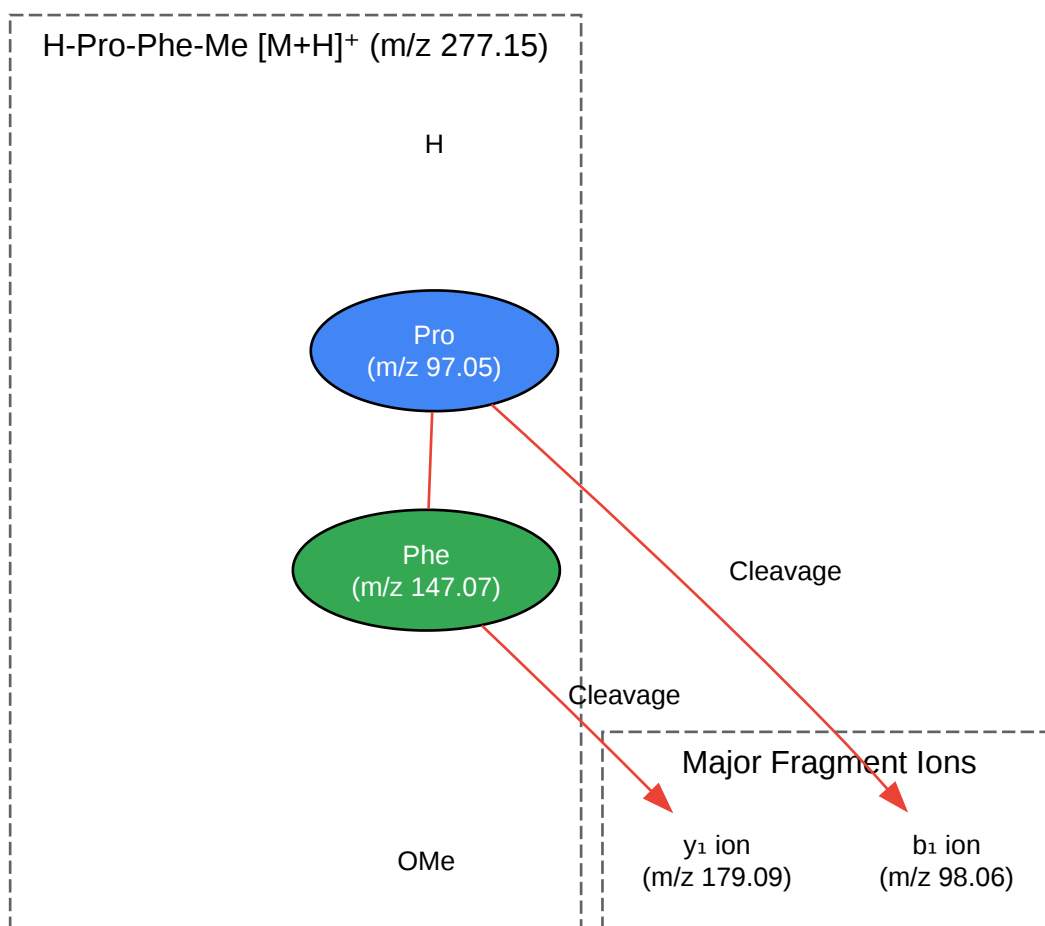 H-Pro-Phe-Me [M+H]⁺ (m/z 277.15)
H
Pro
(m/z 97.05)
Phe
(m/z 147.07)
Cleavage
Cleavage
Major Fragment Ions
OMe
y₁ ion
(m/z 179.09)
b₁ ion
(m/z 98.06)